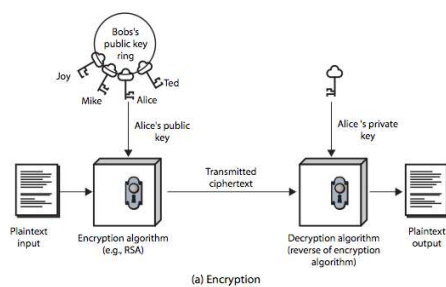 Bobs's
public key
ring
Joy
Ted
Mike
Alice
Alice's public
key
Alice 's private
key
Transmitted
ciphertext
Plaintext
input
Encryption algorithm
(e.g., RSA)
Decryption algorithm
(reverse of encryption
algorithm)
Plaintext
output
(a) Encryption